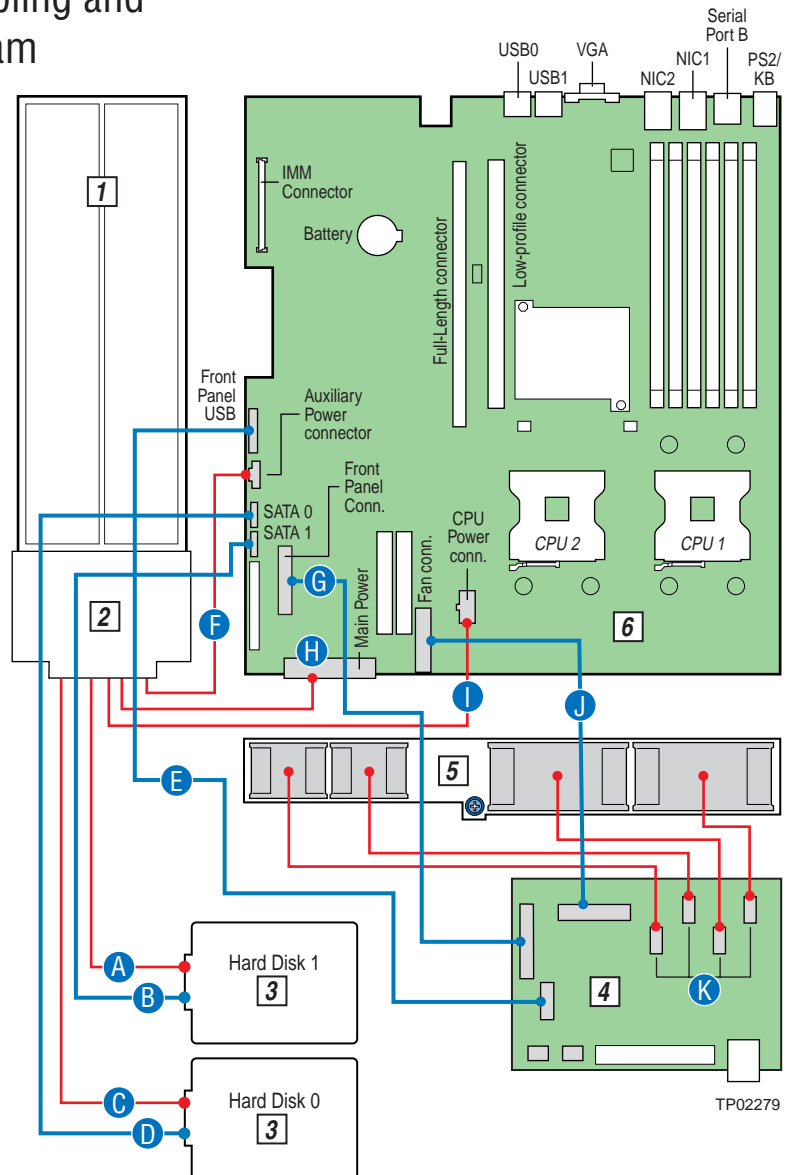 am
Serial
Port B
USB0
VGA
NIC1
PS2/
KB
USB1
NIC2
1
IMM
Connector
Battery
Full-Length connector
Low-profile connector
Front
Panel
USB
Auxiliary
Power
connector
Front
Panel
Conn.
SATA 0
SATA 1
CPU
Power
conn.
Fan conn.
CPU 2
CPU 1
G
2
F
Main Power
H
6
I
J
E
5
A
Hard Disk 1
3
B
4
K
C
Hard Disk 0
D
3
TP02279